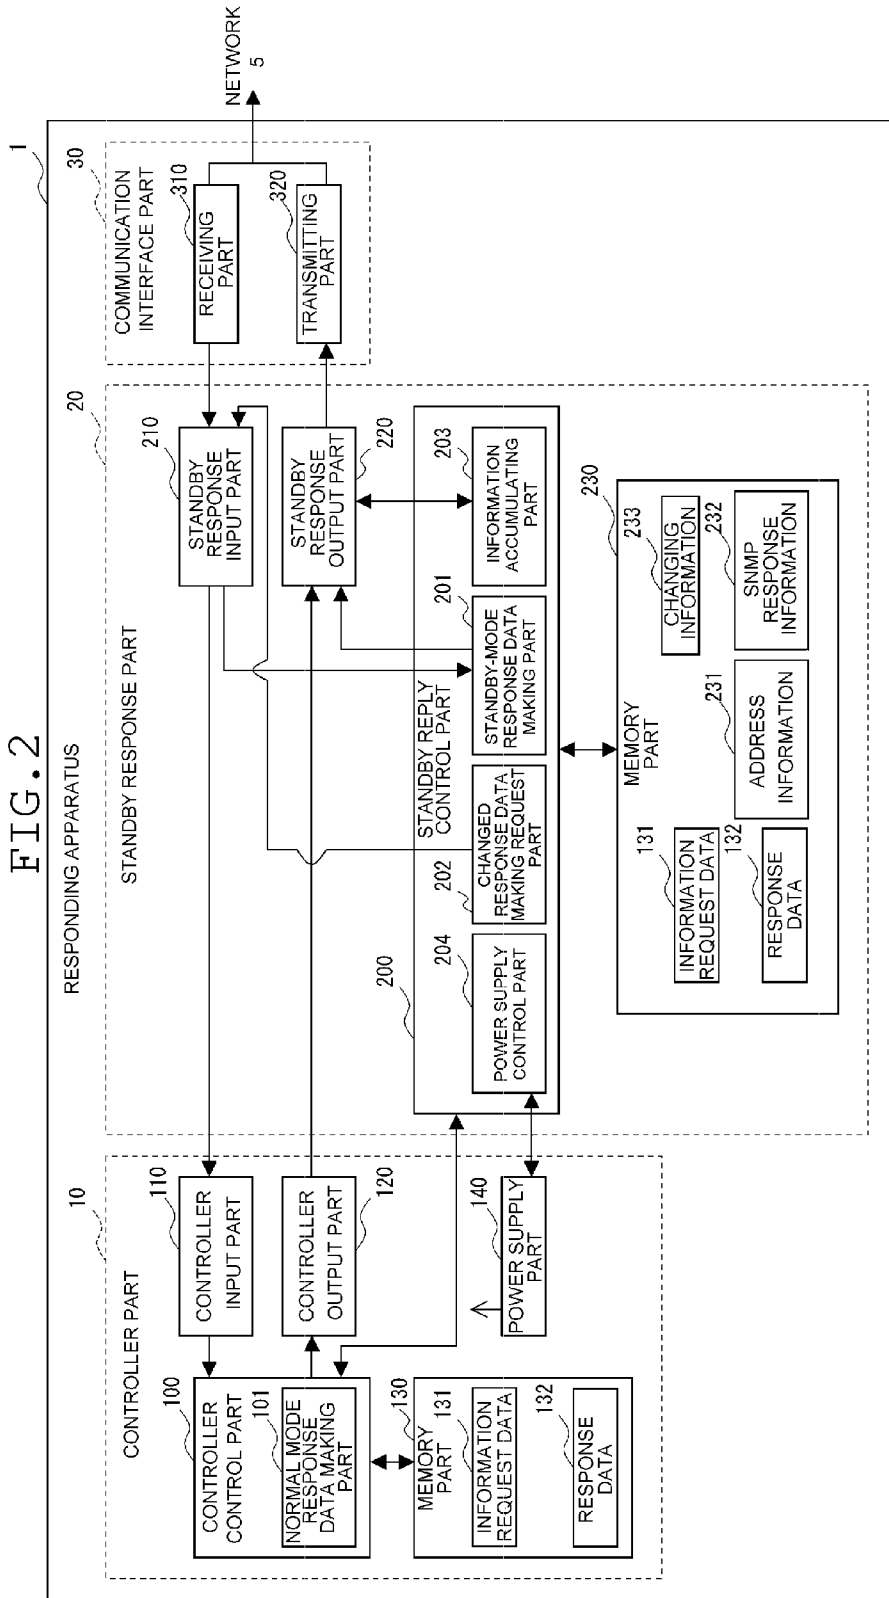 FIG.2
RESPONDING APPARATUS
1
CONTROLLER PART
10
CONTROLLER
CONTROL PART
100
NORMAL MODE
RESPONSE
DATA MAKING
PART
101
CONTROLLER
INPUT PART
110
CONTROLLER
OUTPUT PART
120
MEMORY
PART
130
INFORMATION
REQUEST DATA
131
RESPONSE
DATA
132
POWER SUPPLY
PART
140
STANDBY RESPONSE PART
20
STANDBY
RESPONSE
INPUT PART
210
STANDBY
RESPONSE
OUTPUT PART
220
STANDBY REPLY
CONTROL PART
200
POWER SUPPLY
CONTROL PART
204
CHANGED
RESPONSE DATA
MAKING REQUEST
PART
202
STANDBY-MODE
RESPONSE DATA
MAKING PART
201
INFORMATION
ACCUMULATING
PART
203
MEMORY
PART
230
INFORMATION
REQUEST DATA
131
RESPONSE
DATA
132
ADDRESS
INFORMATION
231
CHANGING
INFORMATION
233
SNMP
RESPONSE
INFORMATION
232
COMMUNICATION
INTERFACE PART
30
RECEIVING
PART
310
TRANSMITTING
PART
320
NETWORK
5